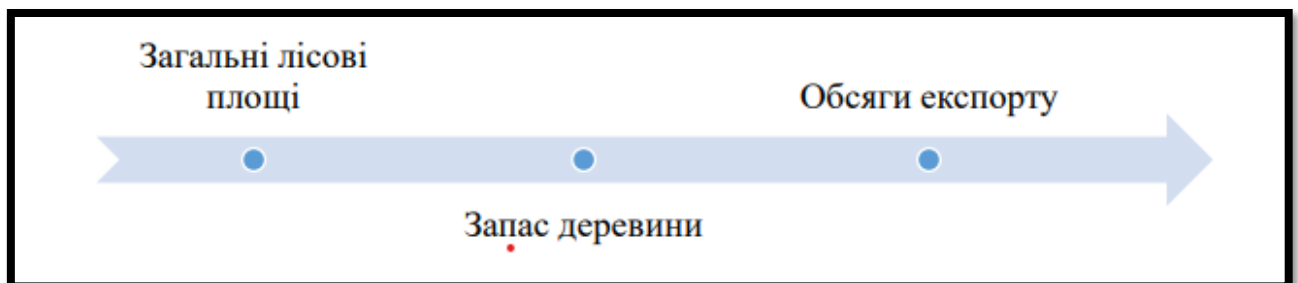 Загальні лісові
площі
Обсяги експорту
Запас деревини